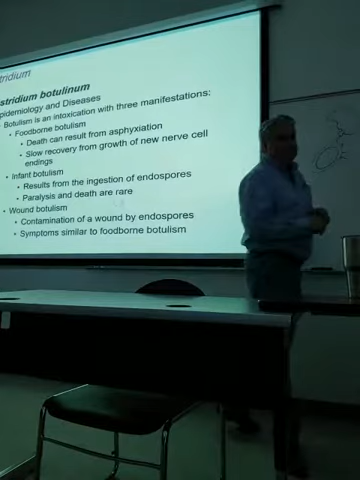 stridium
stridium botulinum
pidemiology and Diseases
Botulism is an intoxication with three manifestations:
• Foodborne botulism
• Death can result from asphyxiation
• Slow recovery from growth of new nerve cell
endings
• Infant botulism
• Results from the ingestion of endospores
• Paralysis and death are rare
• Wound botulism
• Contamination of a wound by endospores
• Symptoms similar to foodborne botulism